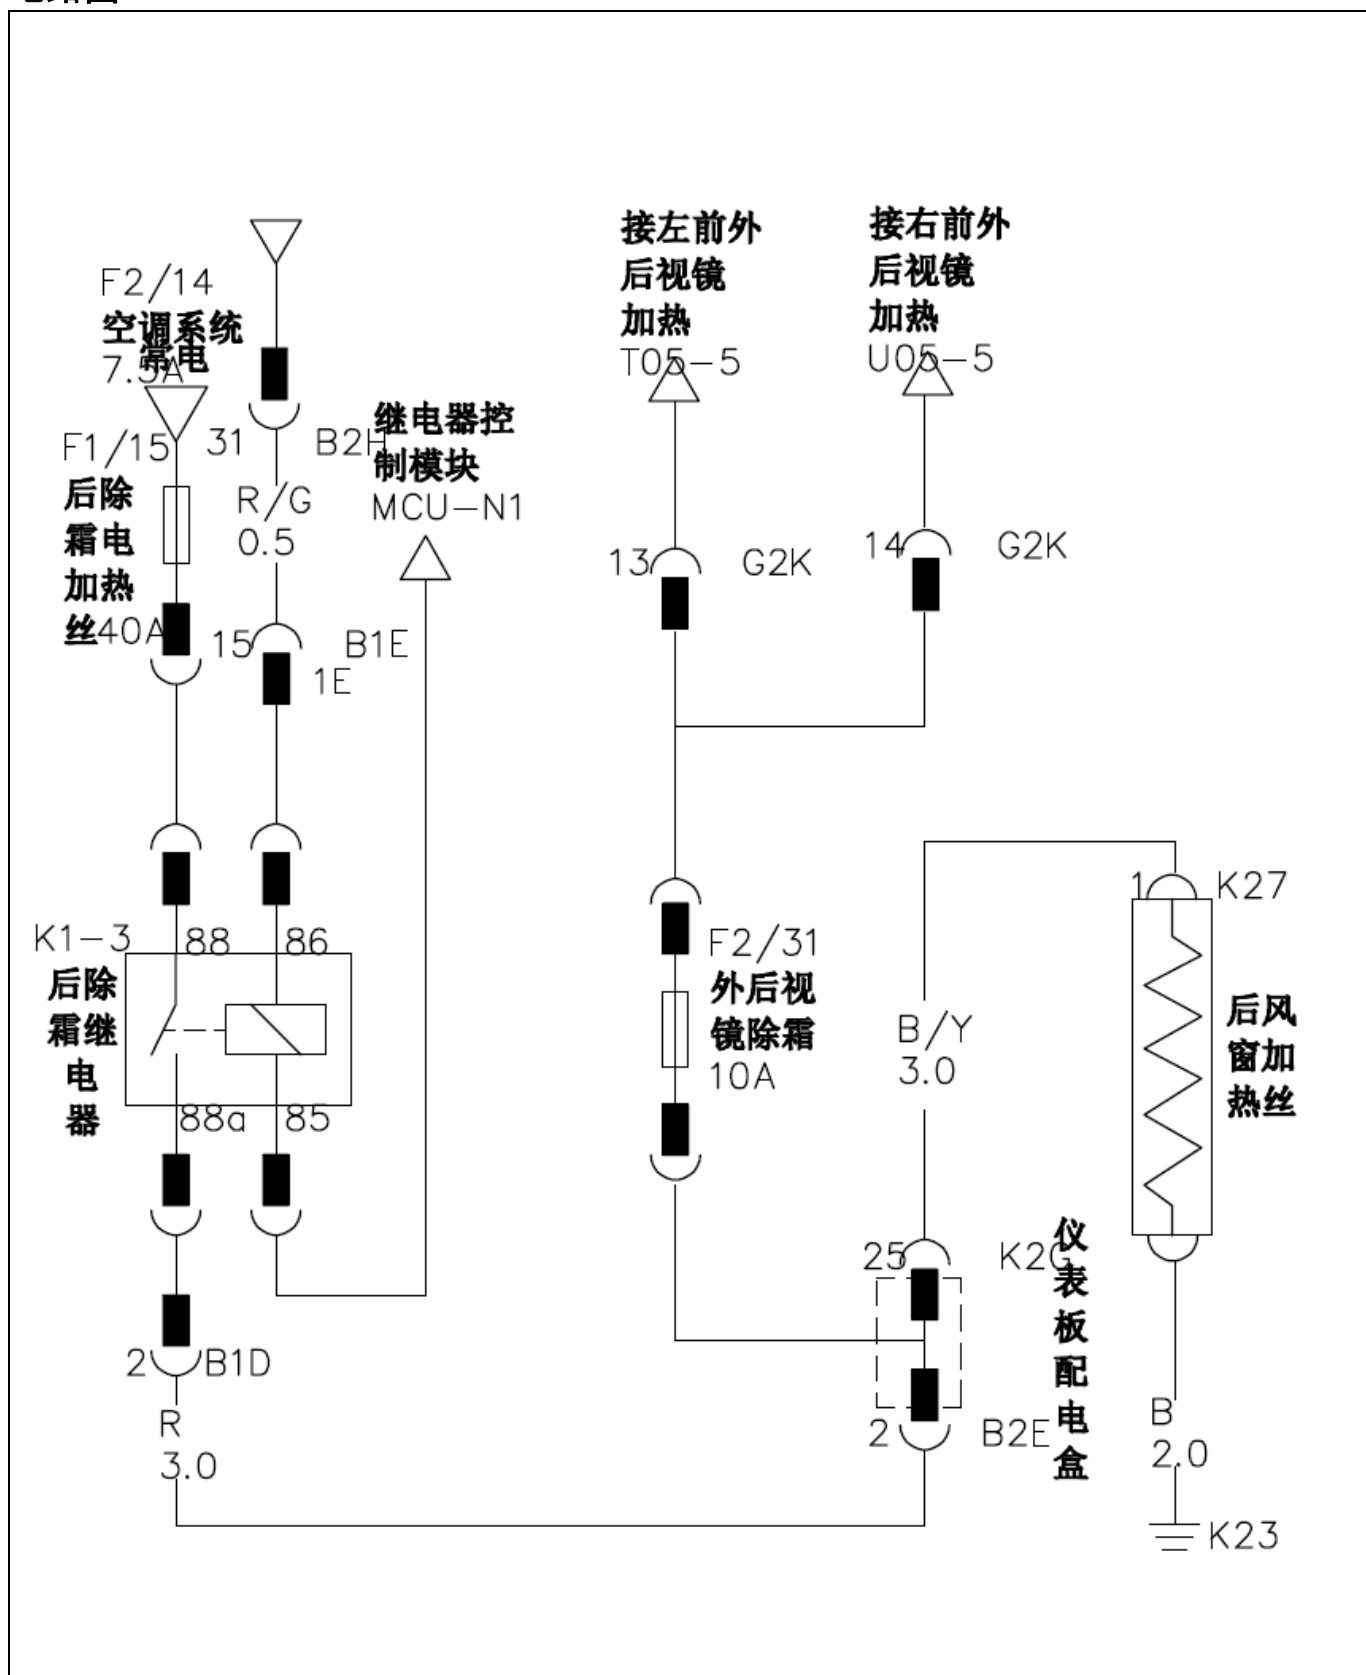 F2/14
空调系统
常电
7.5A
31
B2H
R/G
0.5
F1/15
后除
霜电
加热
丝40A
15
B1E
1E
继电器控
制模块
MCU-N1
接左前外
后视镜
加热
T05-5
接右前外
后视镜
加热
U05-5
13
G2K
14
G2K
K1-3
后除
霜继
电
器
88
86
88a
85
2
B1D
R
3.0
F2/31
外后视
镜除霜
10A
B/Y
3.0
1
K27
后风
窗加
热丝
25
K2G
仪
表
板
配
电
盒
2
B2E
B
2.0
K23